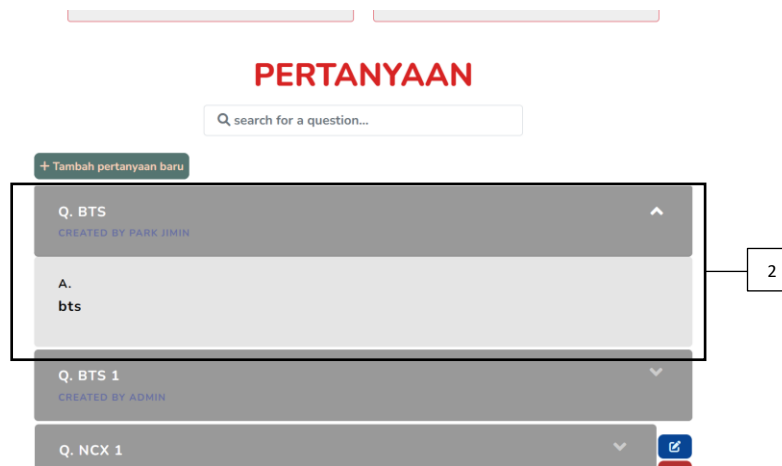 PERTANYAAN
search for a question...
+ Tambah pertanyaan baru
Q. BTS
CREATED BY PARK JIMIN
2
A.
bts
Q. BTS 1
CREATED BY ADMIN
Q. NCX 1